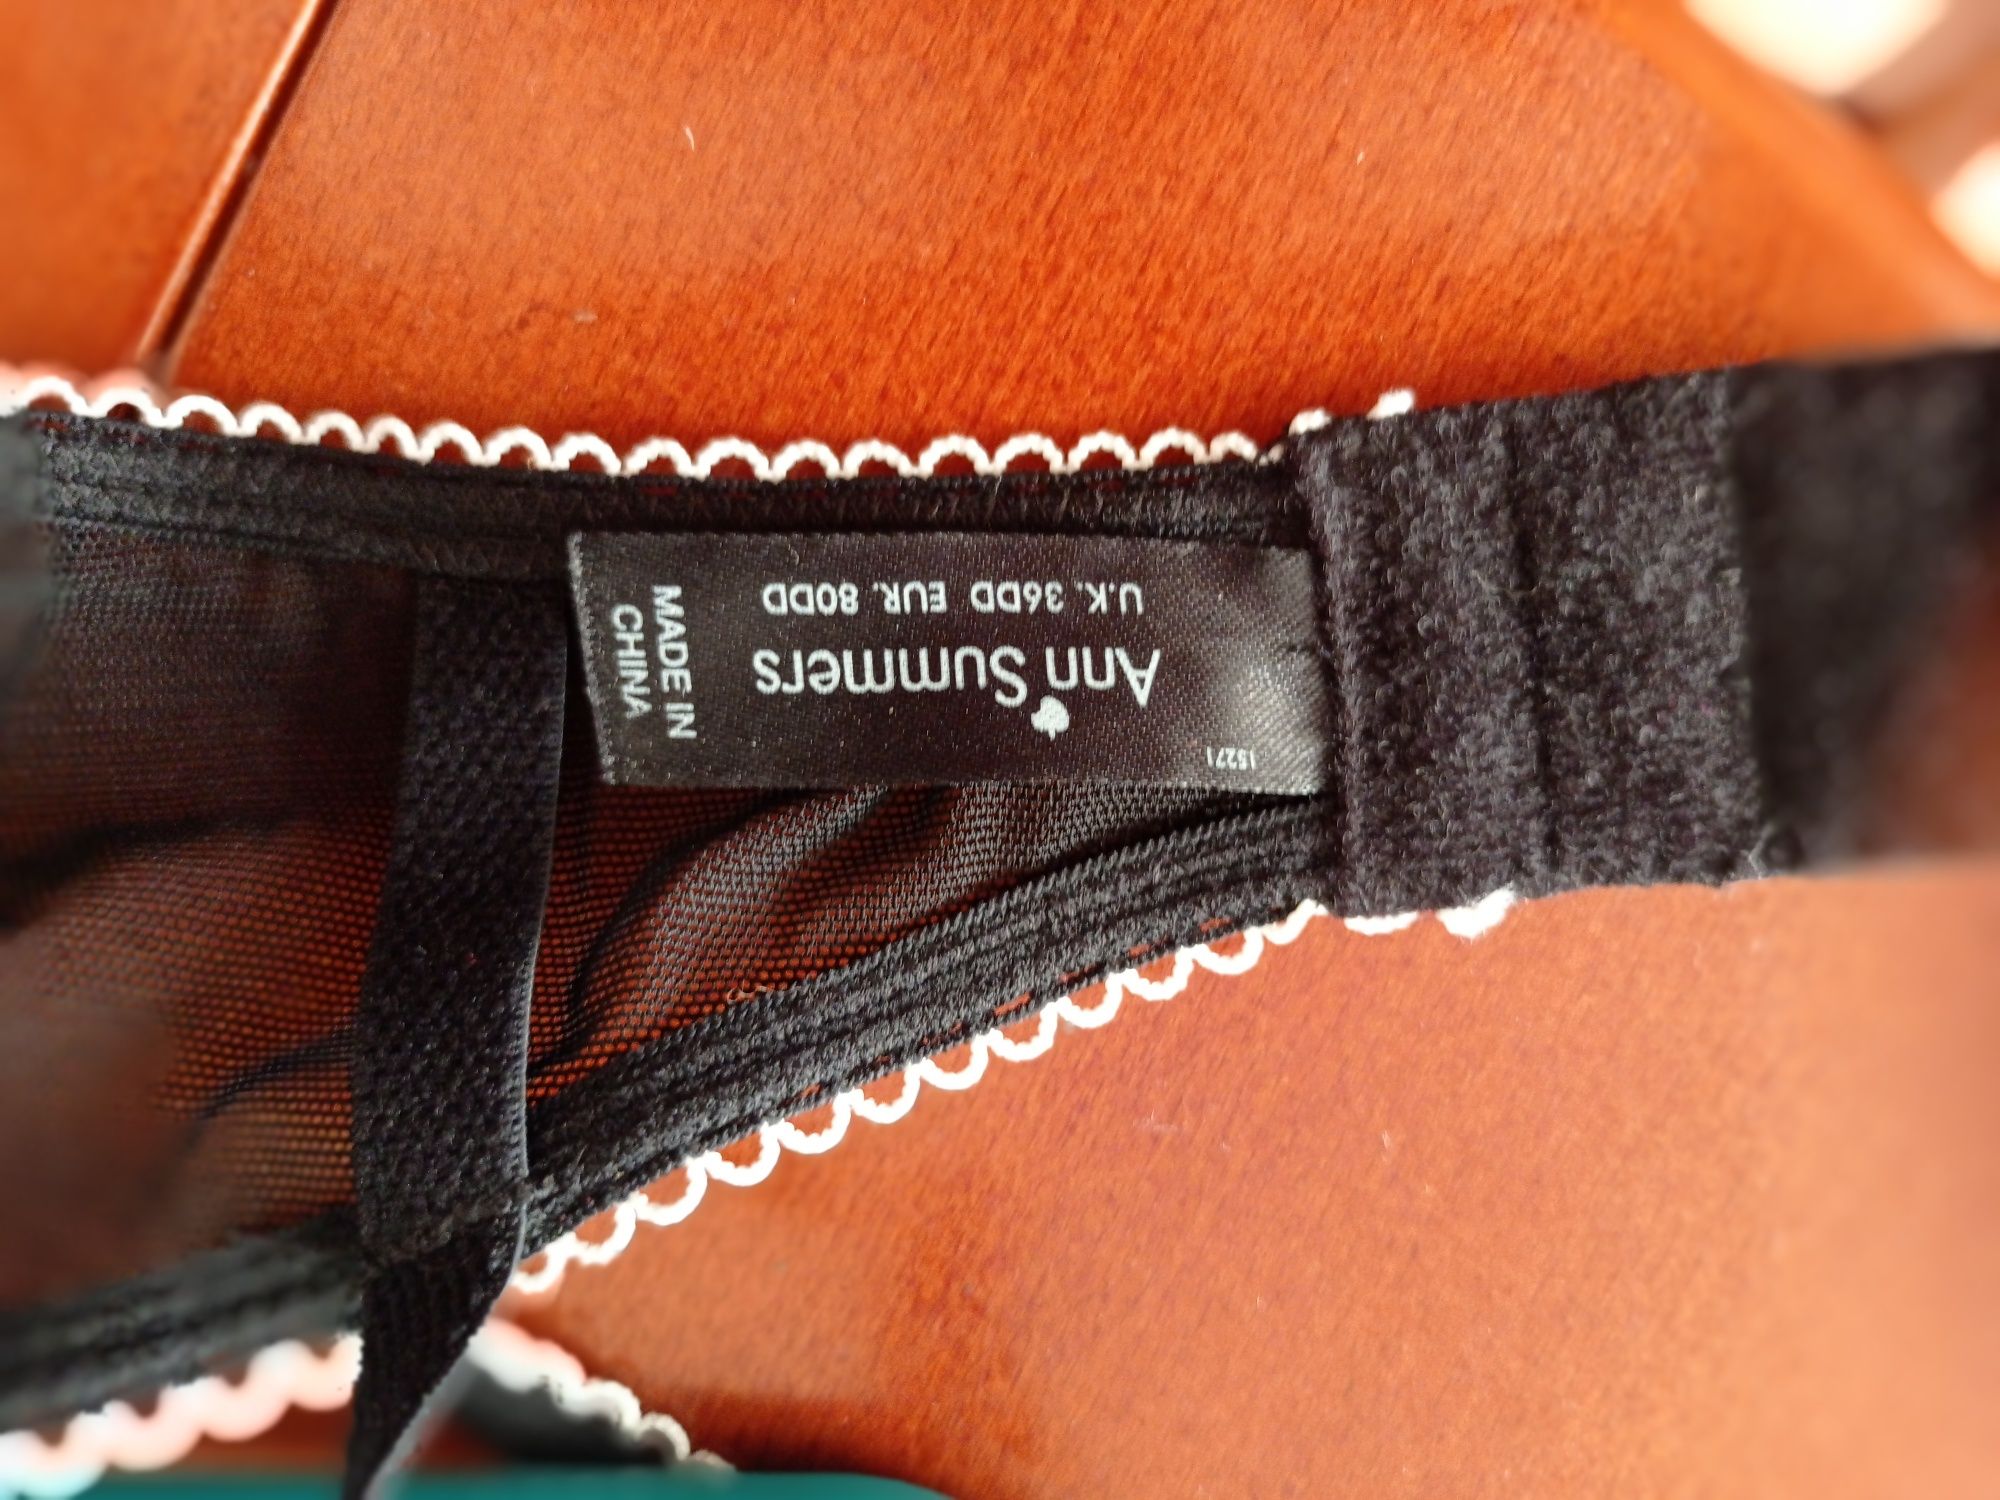 15271
Ann Summers
U.K. 36DD EUR. 80DD
MADE IN
CHINA